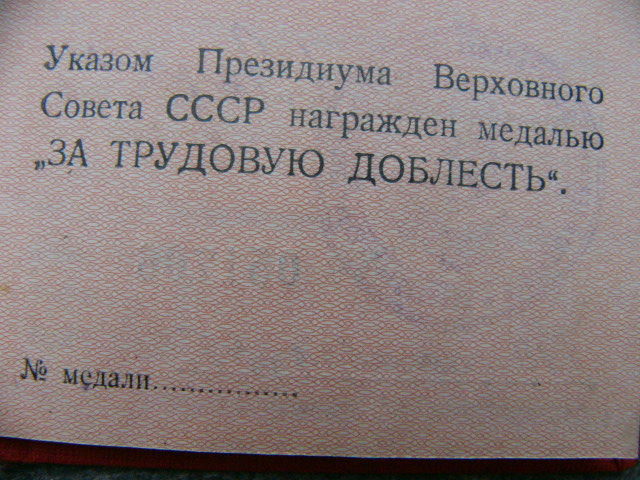 Указом Президиума Верховного
Совета СССР награжден медалью
„ЗА ТРУДОВУЮ ДОБЛЕСТЬ“.
№ медали................